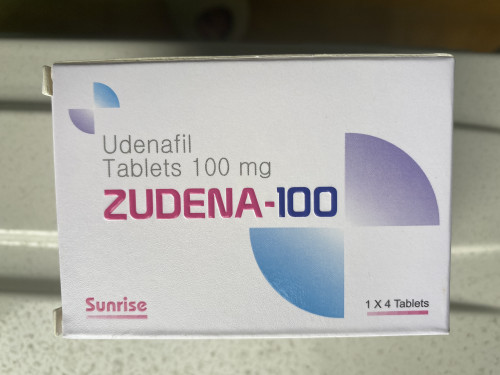 Udenafil
Tablets 100 mg
ZUDENA-100
Sunrise
1 X 4 Tablets